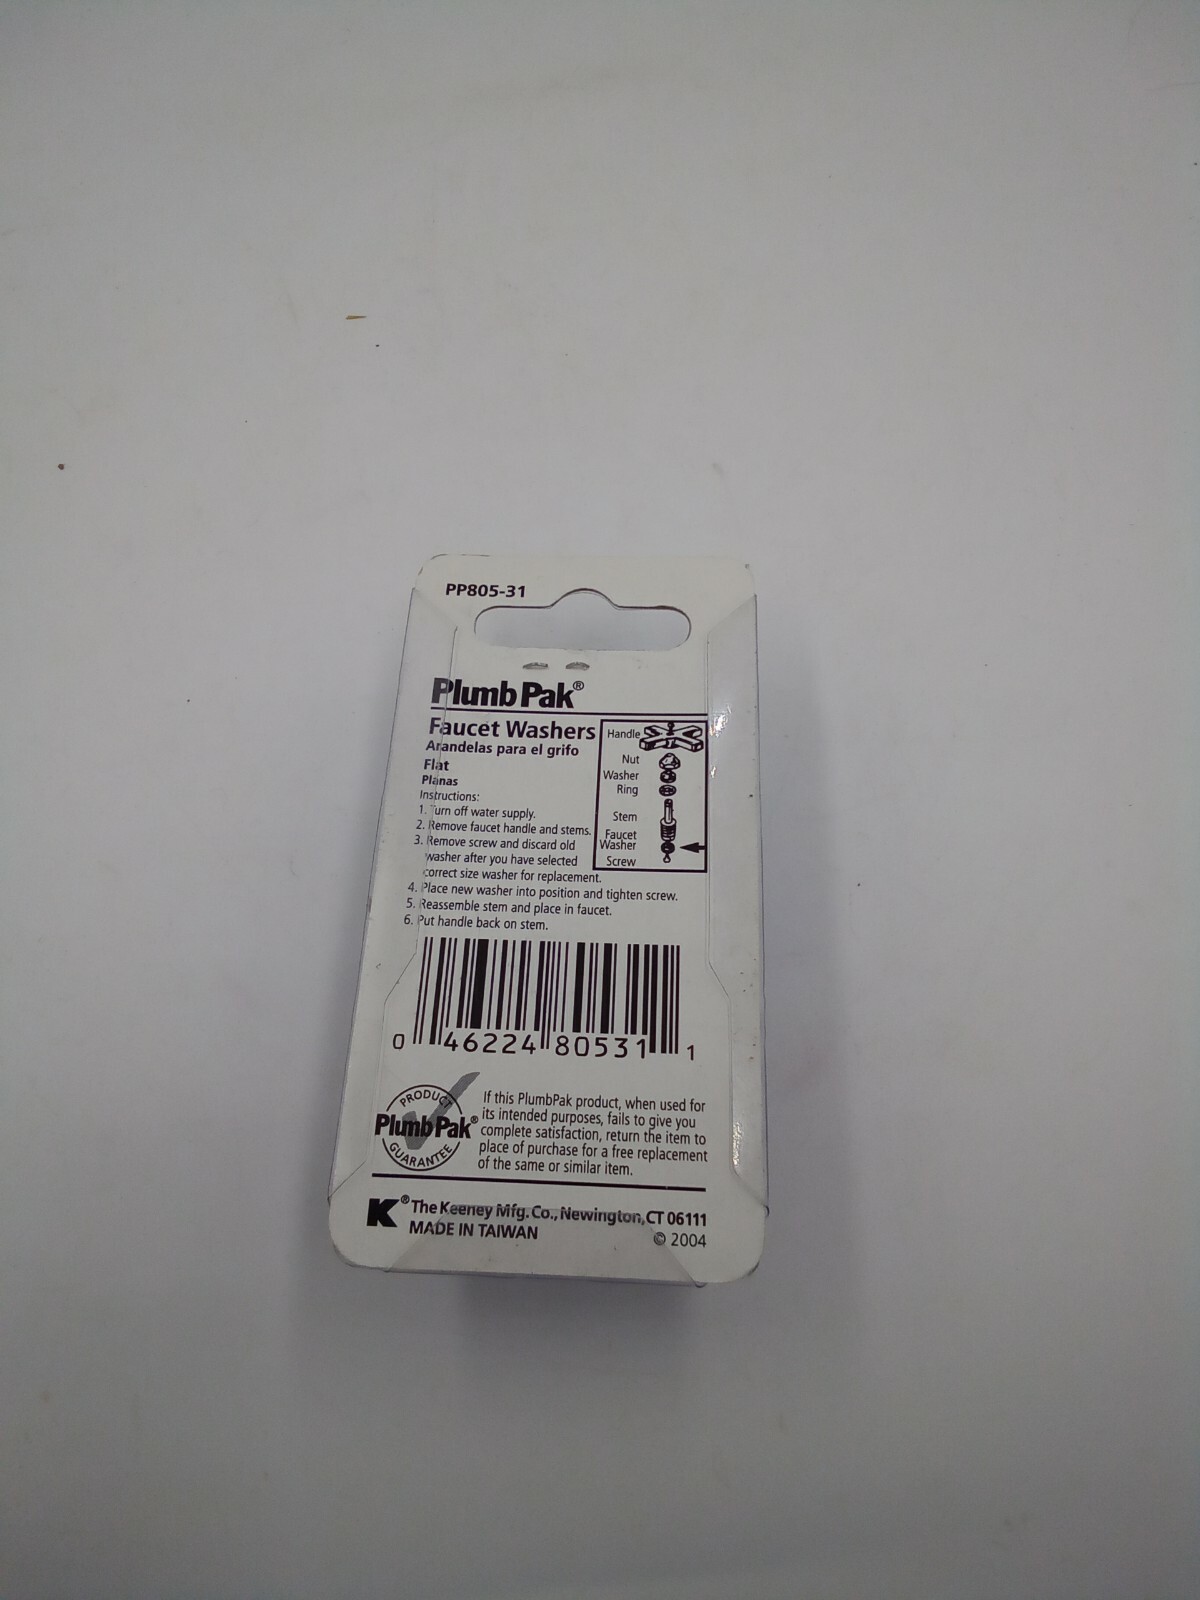 PP805-31
Plumb Pak®
Faucet Washers
Arandelas para el grifo
Flat
Planas
Instructions:
1. Turn off water supply.
2. Remove faucet handle and stems.
3. Remove screw and discard old
washer after you have selected
correct size washer for replacement.
4. Place new washer into position and tighten screw.
5. Reassemble stem and place in faucet.
6. Put handle back on stem.
Handle
Nut
Washer
Ring
Stem
Faucet
Washer
Screw
0 46224 80531 1
PRODUCT
PlumbPak®
GUARANTEE
If this PlumbPak product, when used for
its intended purposes, fails to give you
complete satisfaction, return the item to
place of purchase for a free replacement
of the same or similar item.
K® The Keeney Mfg. Co., Newington, CT 06111
MADE IN TAIWAN
© 2004